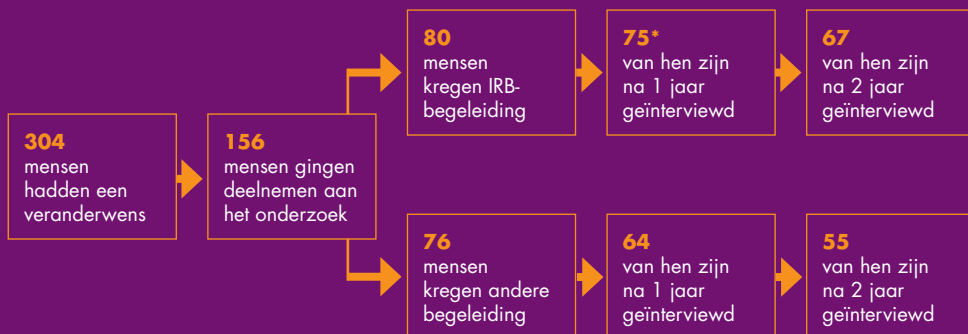 304
mensen
hadden een
veranderwens
156
mensen gingen
deelnemen aan
het onderzoek
80
mensen
kregen IRB-
begeleiding
75*
van hen zijn
na 1 jaar
geïnterviewd
67
van hen zijn
na 2 jaar
geïnterviewd
76
mensen
kregen andere
begeleiding
64
van hen zijn
na 1 jaar
geïnterviewd
55
van hen zijn
na 2 jaar
geïnterviewd